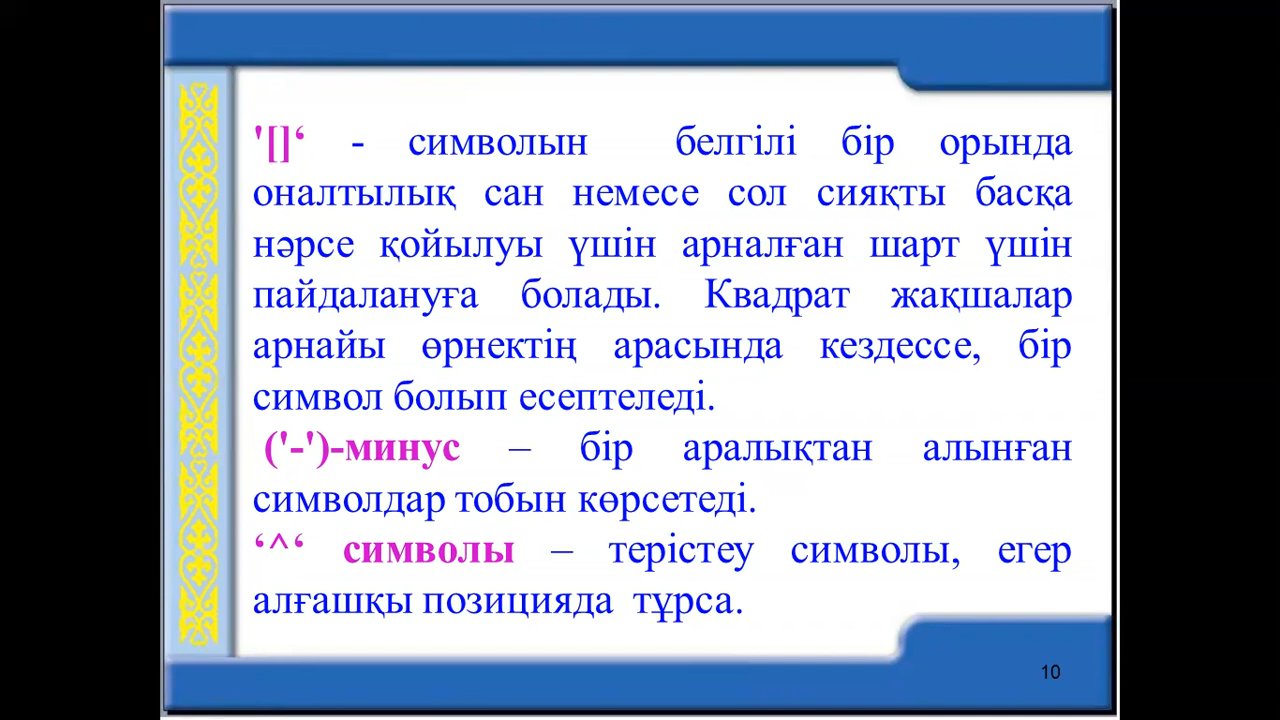 '[]‘ - символын белгілі бір орында
оналтылық сан немесе сол сияқты басқа
нәрсе қойылуы үшін арналған шарт үшін
пайдалануға болады. Квадрат жақшалар
арнайы өрнектің арасында кездессе, бір
символ болып есептеледі.
('-')-минус – бір аралықтан алынған
символдар тобын көрсетеді.
‘^‘ символы – терістеу символы, егер
алғашқы позицияда тұрса.
10